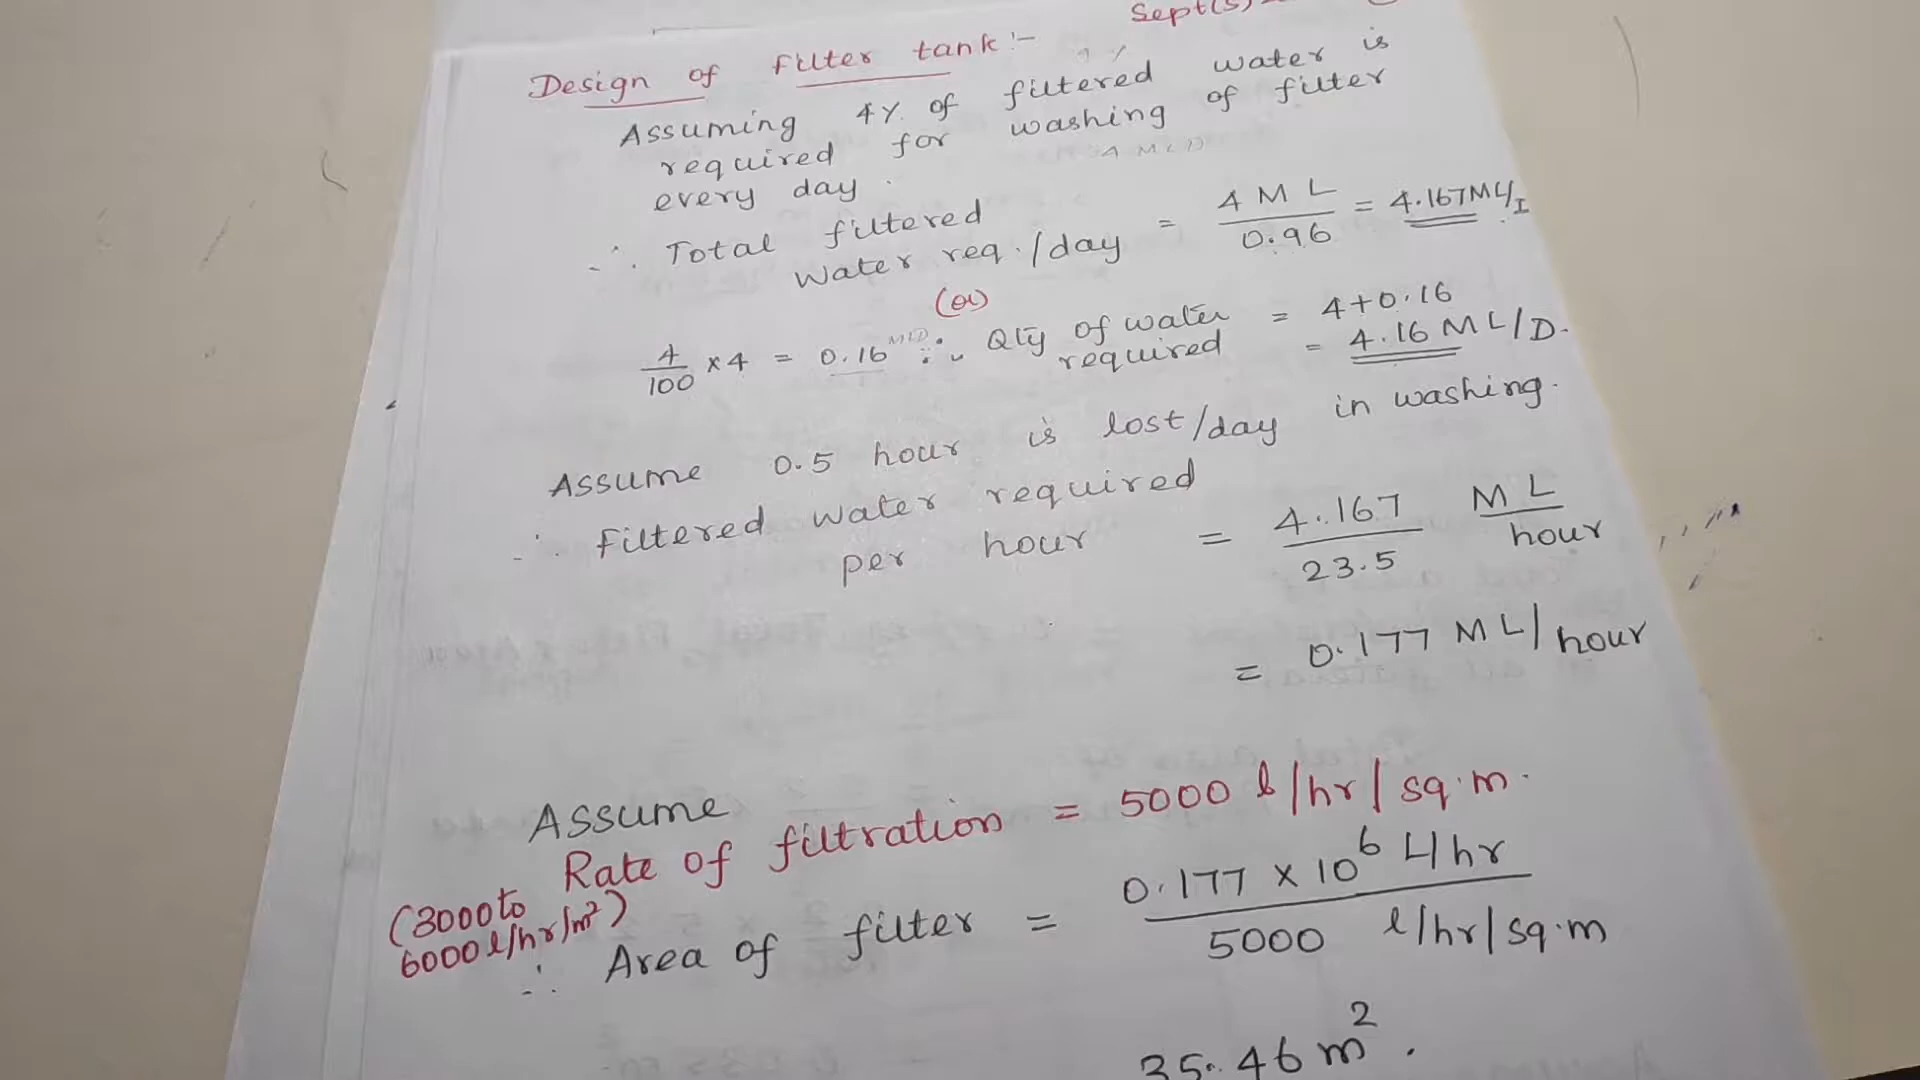 Sept(S)
Design of Filter tank :-
Assuming 4% of filtered water is
required for washing of filter
every day.
4 MLD
∴ Total filtered
Water req./day = 4 ML / 0.96 = 4.167 ML/
(or)
4/100 × 4 = 0.16 MLD ∴ Qty of water required = 4+0.16
= 4.16 ML/D.
Assume 0.5 hour is lost/day in washing.
∴ Filtered water required
per hour = 4.167 / 23.5 ML/hour
= 0.177 ML/hour
Assume
Rate of filtration = 5000 l/hr/sq.m.
(3000 to
6000 l/hr/m²)
∴ Area of filter = 0.177 × 10⁶ L/hr / 5000 l/hr/sq.m
35.46 m².